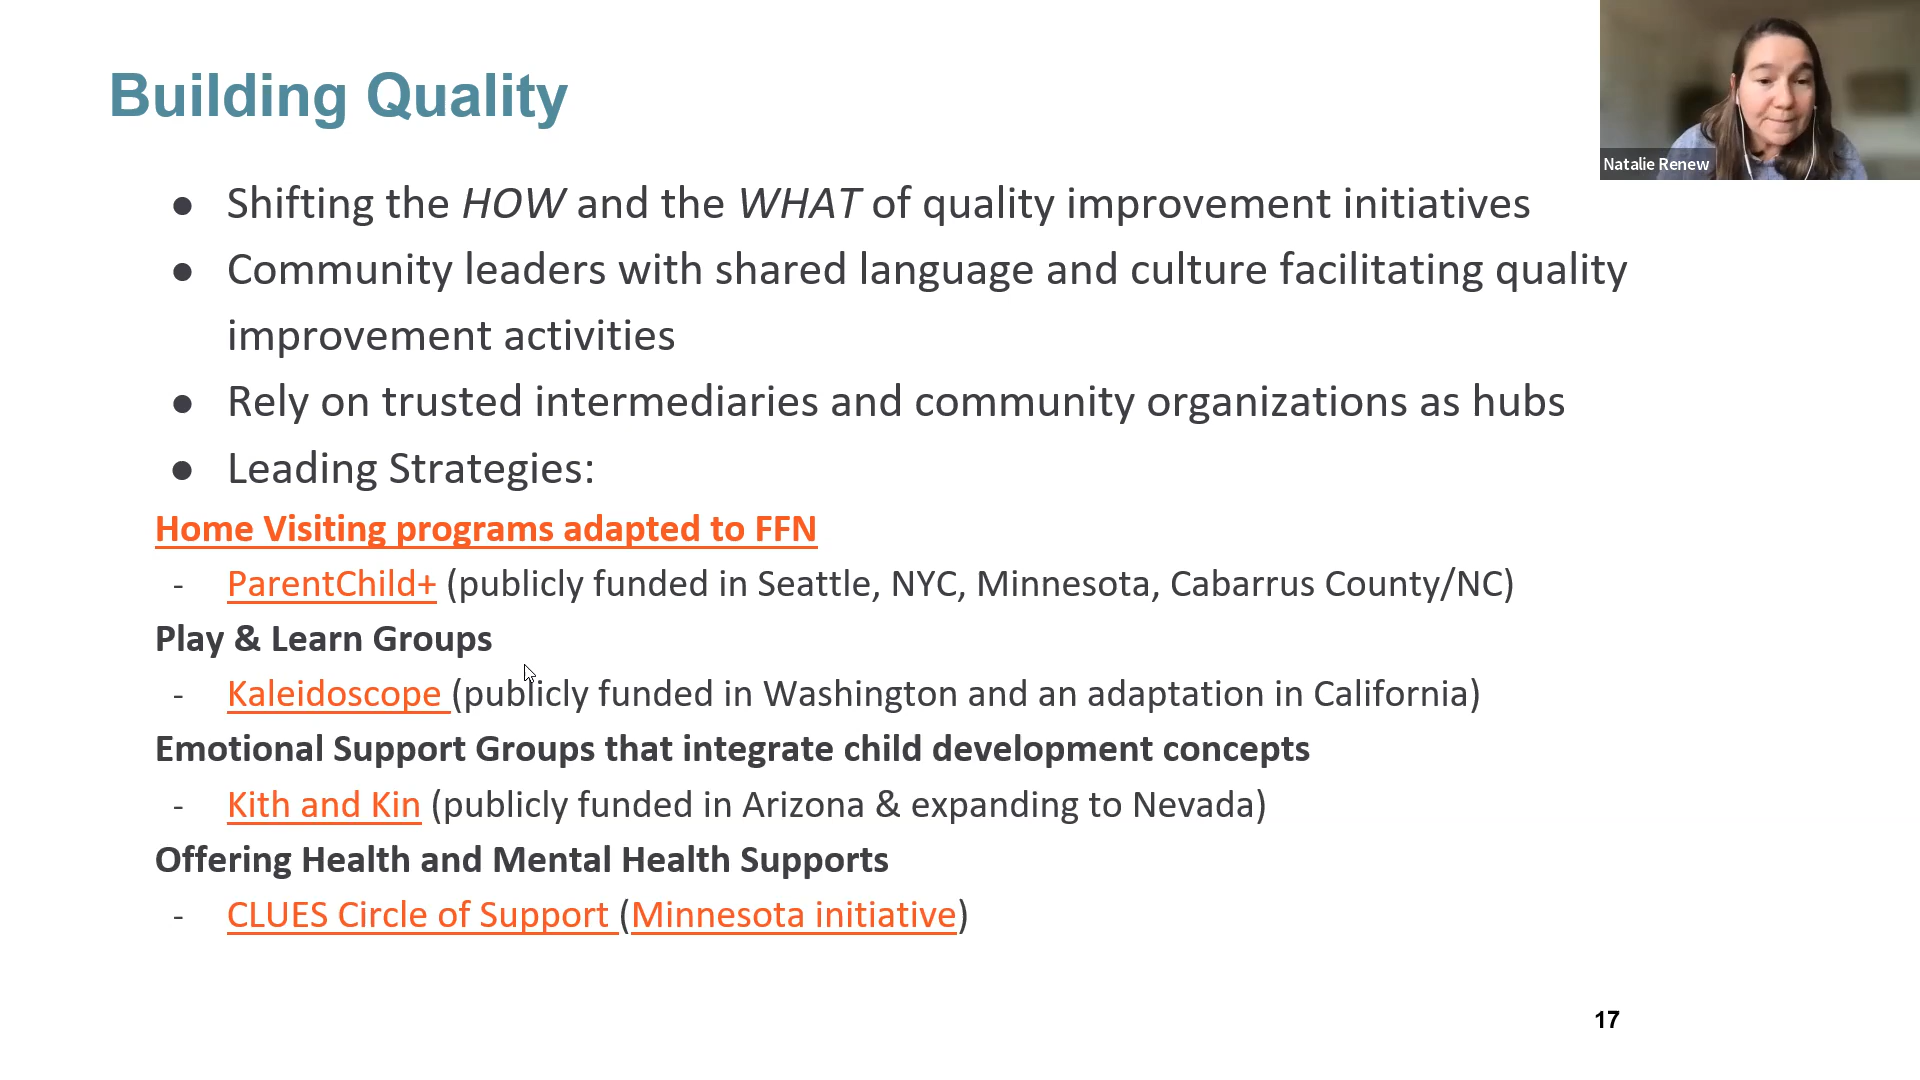 Building Quality
Natalie Renew
● Shifting the HOW and the WHAT of quality improvement initiatives
● Community leaders with shared language and culture facilitating quality
improvement activities
● Rely on trusted intermediaries and community organizations as hubs
● Leading Strategies:
Home Visiting programs adapted to FFN
- ParentChild+ (publicly funded in Seattle, NYC, Minnesota, Cabarrus County/NC)
Play & Learn Groups
- Kaleidoscope (publicly funded in Washington and an adaptation in California)
Emotional Support Groups that integrate child development concepts
- Kith and Kin (publicly funded in Arizona & expanding to Nevada)
Offering Health and Mental Health Supports
- CLUES Circle of Support (Minnesota initiative)
17